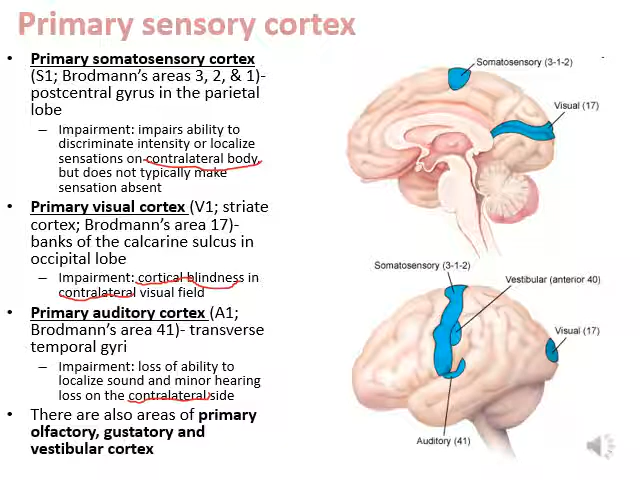 Primary sensory cortex
• Primary somatosensory cortex
(S1; Brodmann's areas 3, 2, & 1)-
postcentral gyrus in the parietal
lobe
– Impairment: impairs ability to
discriminate intensity or localize
sensations on contralateral body,
but does not typically make
sensation absent
• Primary visual cortex (V1; striate
cortex; Brodmann's area 17)-
banks of the calcarine sulcus in
occipital lobe
– Impairment: cortical blindness in
contralateral visual field
• Primary auditory cortex (A1;
Brodmann's area 41)- transverse
temporal gyri
– Impairment: loss of ability to
localize sound and minor hearing
loss on the contralateral side
• There are also areas of primary
olfactory, gustatory and
vestibular cortex
Somatosensory (3-1-2)
Visual (17)
Somatosensory (3-1-2)
Vestibular (anterior 40)
Visual (17)
Auditory (41)